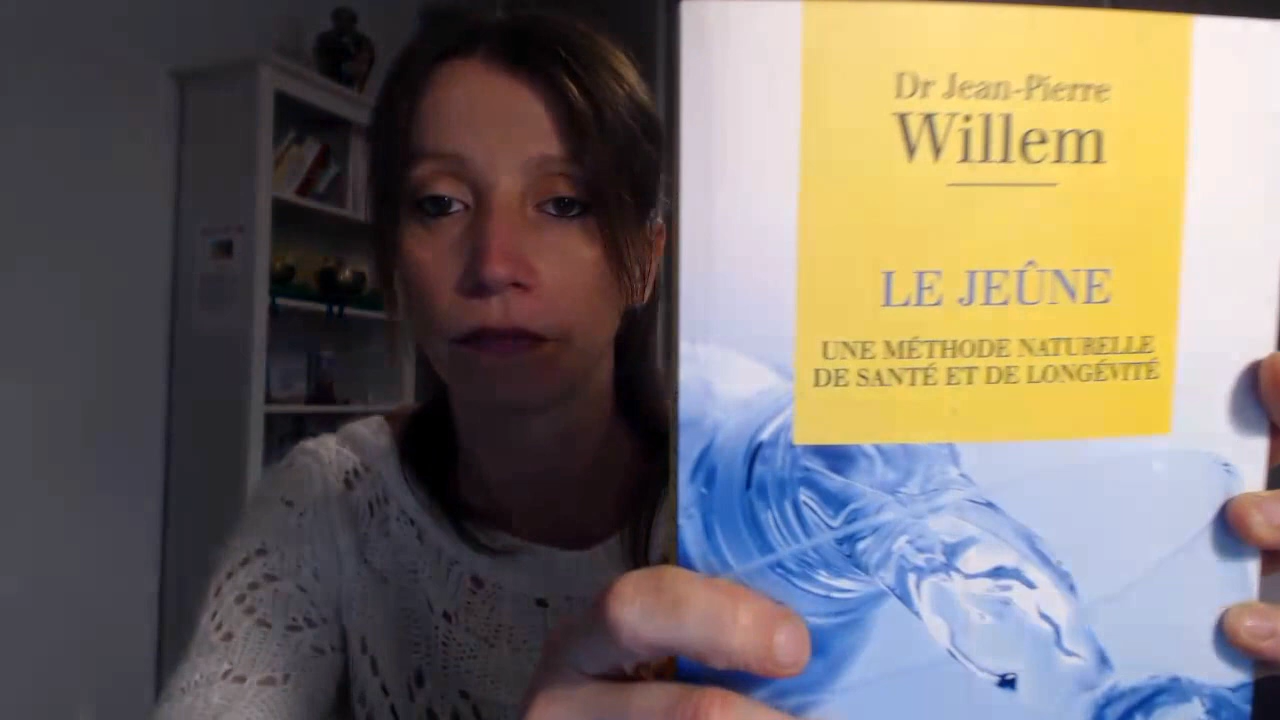 Dr Jean-Pierre
Willem
LE JEÛNE
UNE MÉTHODE NATURELLE
DE SANTÉ ET DE LONGÉVITÉ